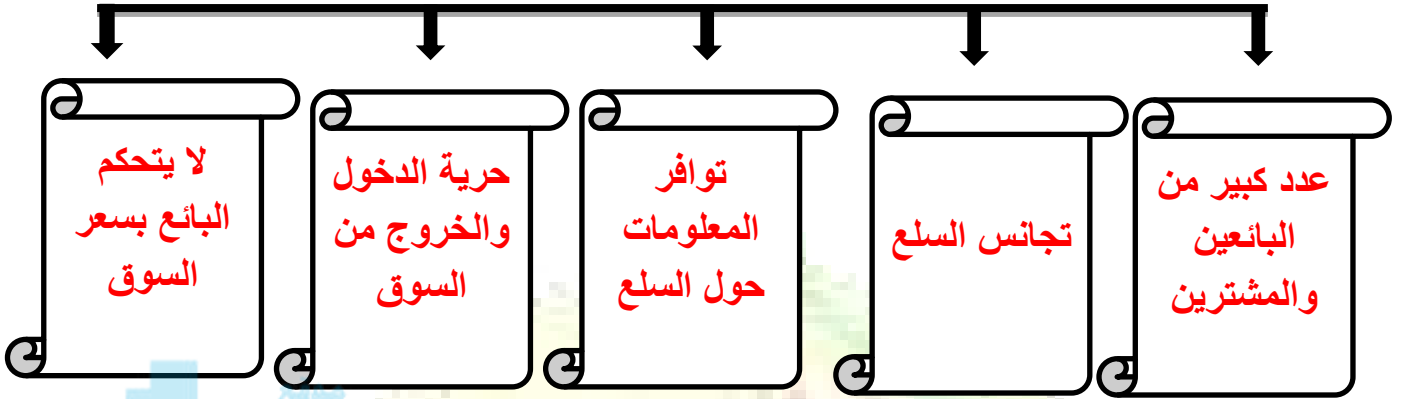 عدد كبير من
البائعين
والمشترين
تجانس السلع
توافر
المعلومات
حول السلع
حرية الدخول
والخروج من
السوق
لا يتحكم
البائع بسعر
السوق